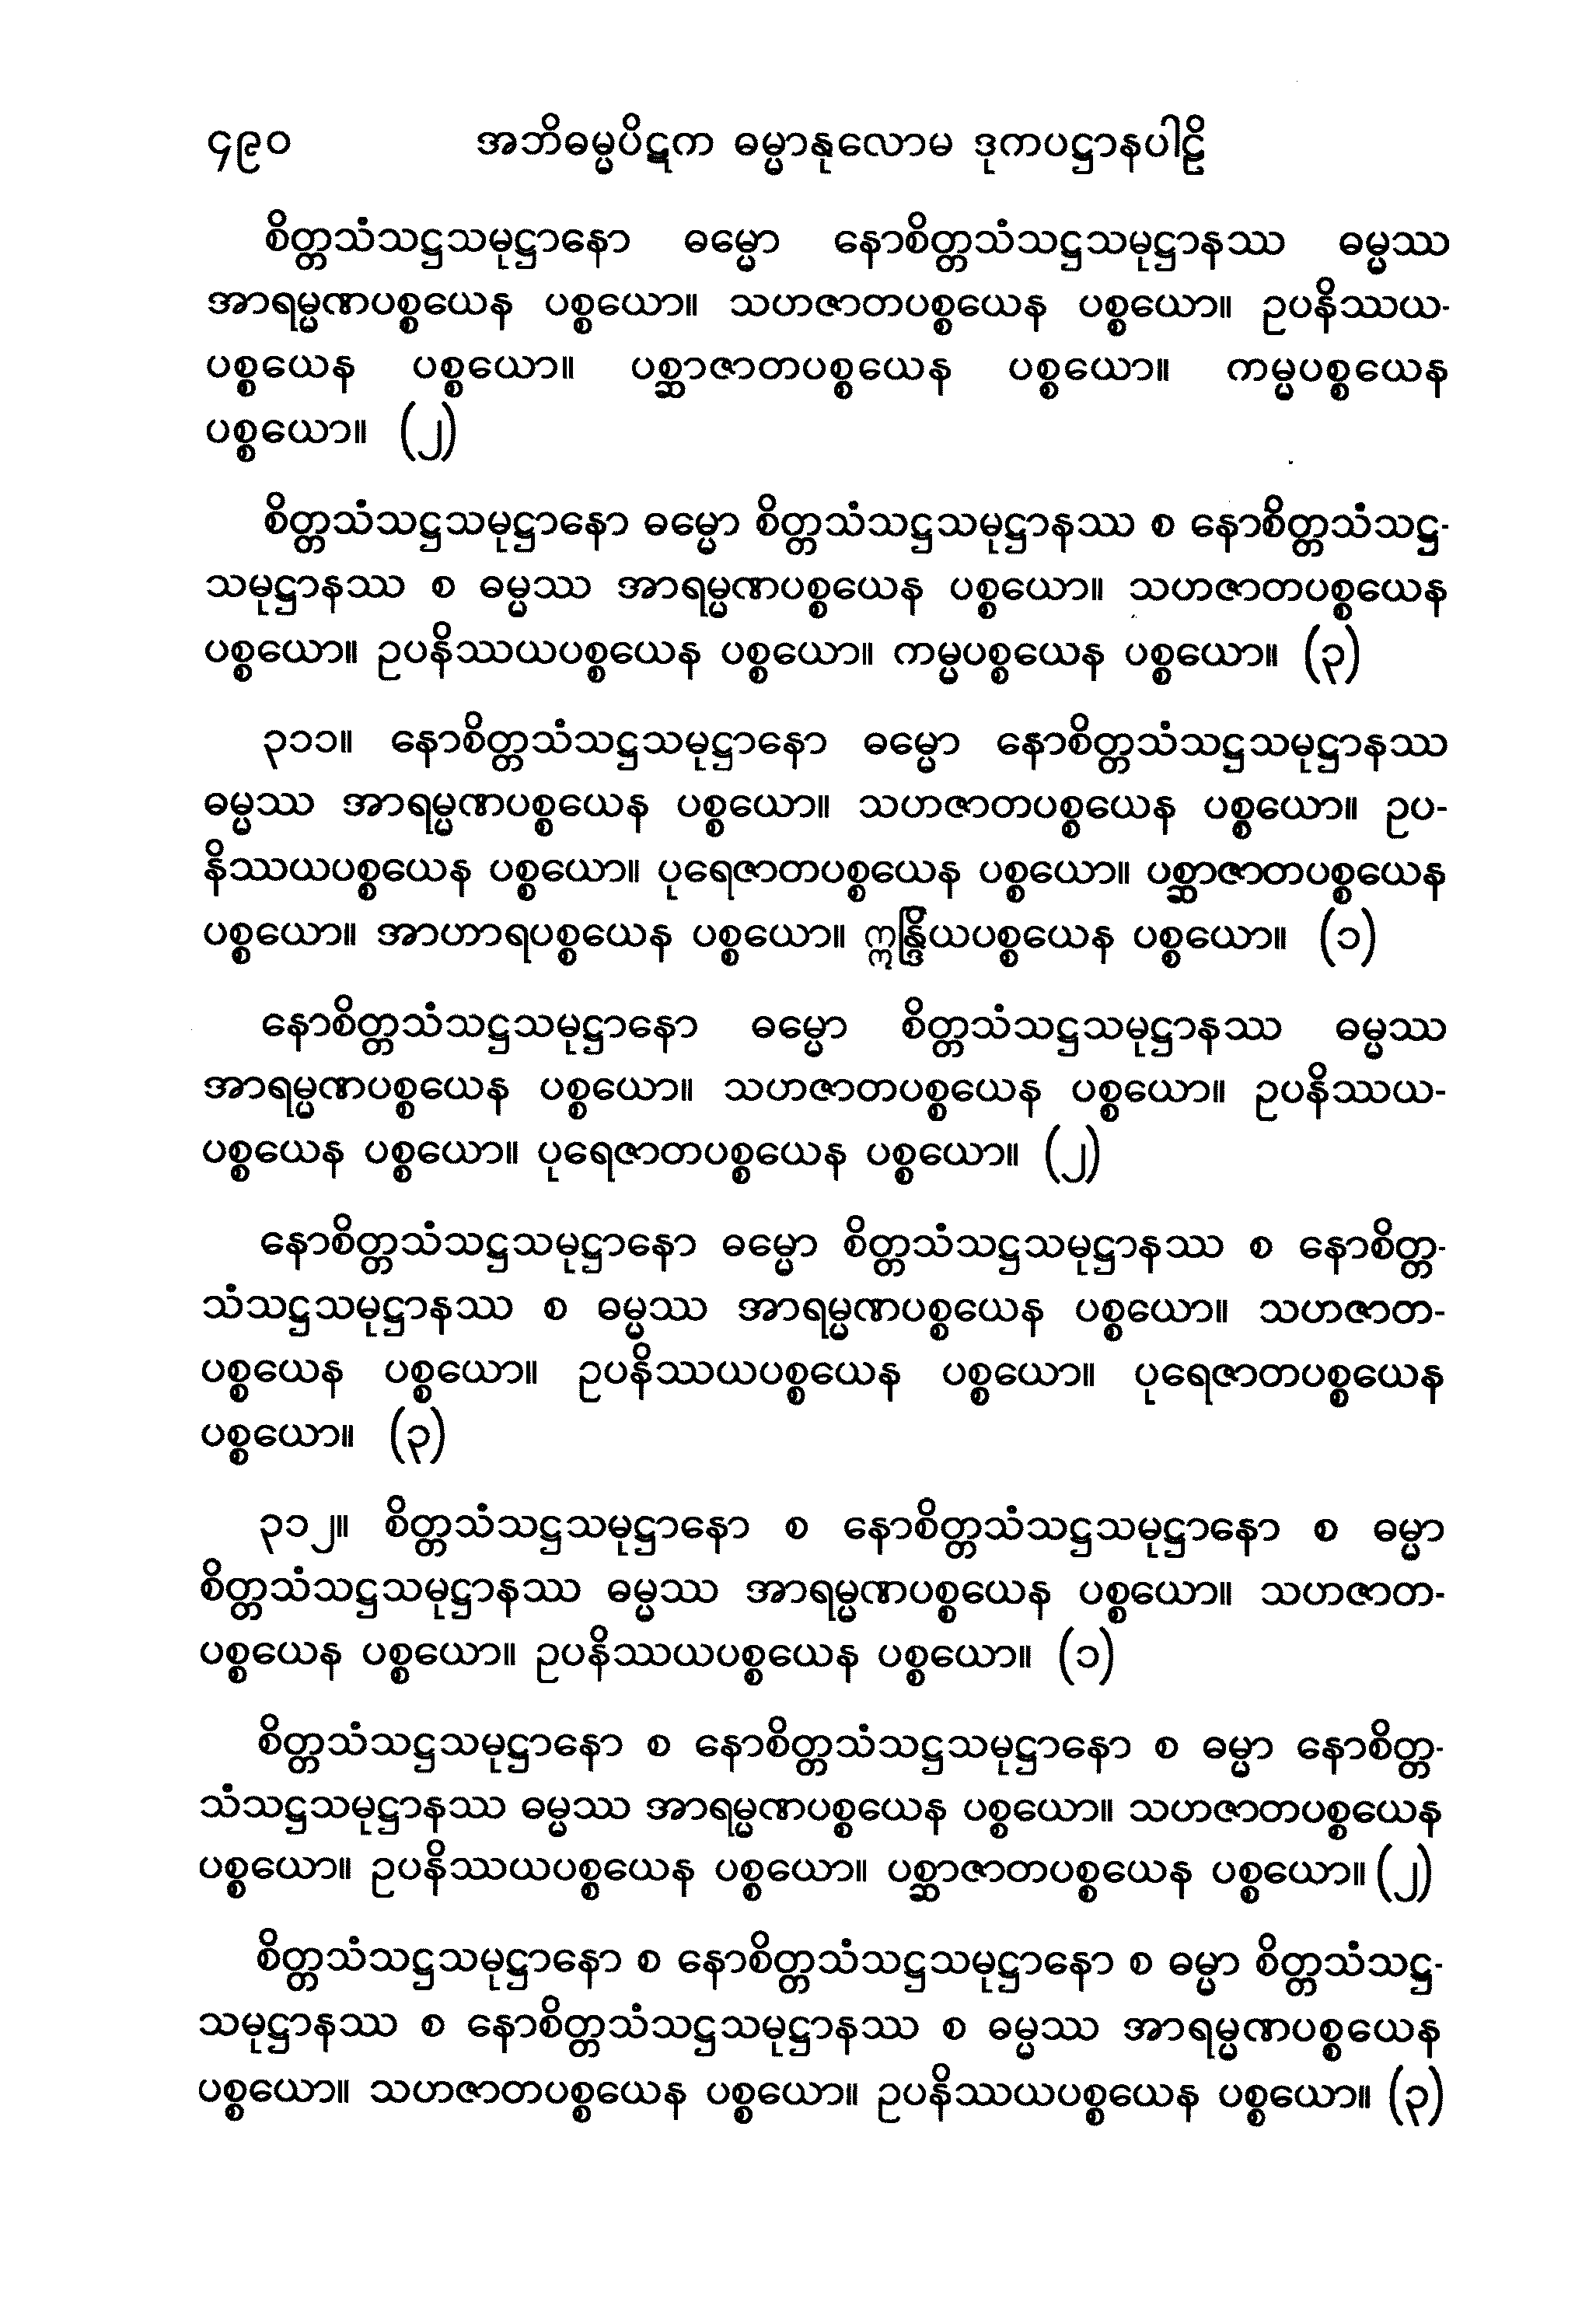 ၄၉၀ အဘိဓမ္မပိဋက ဓမ္မာနုလောမ ဒုကပဋ္ဌာနပါဠိ
စိတ္တသံသဋ္ဌသမုဋ္ဌာနော ဓမ္မော နောစိတ္တသံသဋ္ဌသမုဋ္ဌာနဿ ဓမ္မဿ
အာရမ္မဏပစ္စယေန ပစ္စယော။ သဟဇာတပစ္စယေန ပစ္စယော။ ဥပနိဿယ-
ပစ္စယေန ပစ္စယော။ ပစ္ဆာဇာတပစ္စယေန ပစ္စယော။ ကမ္မပစ္စယေန
ပစ္စယော။ (၂)
စိတ္တသံသဋ္ဌသမုဋ္ဌာနော ဓမ္မော စိတ္တသံသဋ္ဌသမုဋ္ဌာနဿ စ နောစိတ္တသံသဋ္ဌ-
သမုဋ္ဌာနဿ စ ဓမ္မဿ အာရမ္မဏပစ္စယေန ပစ္စယော။ သဟဇာတပစ္စယေန
ပစ္စယော။ ဥပနိဿယပစ္စယေန ပစ္စယော။ ကမ္မပစ္စယေန ပစ္စယော။ (၃)
၃၁၁။ နောစိတ္တသံသဋ္ဌသမုဋ္ဌာနော ဓမ္မော နောစိတ္တသံသဋ္ဌသမုဋ္ဌာနဿ
ဓမ္မဿ အာရမ္မဏပစ္စယေန ပစ္စယော။ သဟဇာတပစ္စယေန ပစ္စယော။ ဥပ-
နိဿယပစ္စယေန ပစ္စယော။ ပုရေဇာတပစ္စယေန ပစ္စယော။ ပစ္ဆာဇာတပစ္စယေန
ပစ္စယော။ အာဟာရပစ္စယေန ပစ္စယော။ ဣန္ဒြိယပစ္စယေန ပစ္စယော။ (၁)
နောစိတ္တသံသဋ္ဌသမုဋ္ဌာနော ဓမ္မော စိတ္တသံသဋ္ဌသမုဋ္ဌာနဿ ဓမ္မဿ
အာရမ္မဏပစ္စယေန ပစ္စယော။ သဟဇာတပစ္စယေန ပစ္စယော။ ဥပနိဿယ-
ပစ္စယေန ပစ္စယော။ ပုရေဇာတပစ္စယေန ပစ္စယော။ (၂)
နောစိတ္တသံသဋ္ဌသမုဋ္ဌာနော ဓမ္မော စိတ္တသံသဋ္ဌသမုဋ္ဌာနဿ စ နောစိတ္တ-
သံသဋ္ဌသမုဋ္ဌာနဿ စ ဓမ္မဿ အာရမ္မဏပစ္စယေန ပစ္စယော။ သဟဇာတ-
ပစ္စယေန ပစ္စယော။ ဥပနိဿယပစ္စယေန ပစ္စယော။ ပုရေဇာတပစ္စယေန
ပစ္စယော။ (၃)
၃၁၂။ စိတ္တသံသဋ္ဌသမုဋ္ဌာနော စ နောစိတ္တသံသဋ္ဌသမုဋ္ဌာနော စ ဓမ္မာ
စိတ္တသံသဋ္ဌသမုဋ္ဌာနဿ ဓမ္မဿ အာရမ္မဏပစ္စယေန ပစ္စယော။ သဟဇာတ-
ပစ္စယေန ပစ္စယော။ ဥပနိဿယပစ္စယေန ပစ္စယော။ (၁)
စိတ္တသံသဋ္ဌသမုဋ္ဌာနော စ နောစိတ္တသံသဋ္ဌသမုဋ္ဌာနော စ ဓမ္မာ နောစိတ္တ-
သံသဋ္ဌသမုဋ္ဌာနဿ ဓမ္မဿ အာရမ္မဏပစ္စယေန ပစ္စယော။ သဟဇာတပစ္စယေန
ပစ္စယော။ ဥပနိဿယပစ္စယေန ပစ္စယော။ ပစ္ဆာဇာတပစ္စယေန ပစ္စယော။ (၂)
စိတ္တသံသဋ္ဌသမုဋ္ဌာနော စ နောစိတ္တသံသဋ္ဌသမုဋ္ဌာနော စ ဓမ္မာ စိတ္တသံသဋ္ဌ-
သမုဋ္ဌာနဿ စ နောစိတ္တသံသဋ္ဌသမုဋ္ဌာနဿ စ ဓမ္မဿ အာရမ္မဏပစ္စယေန
ပစ္စယော။ သဟဇာတပစ္စယေန ပစ္စယော။ ဥပနိဿယပစ္စယေန ပစ္စယော။ (၃)